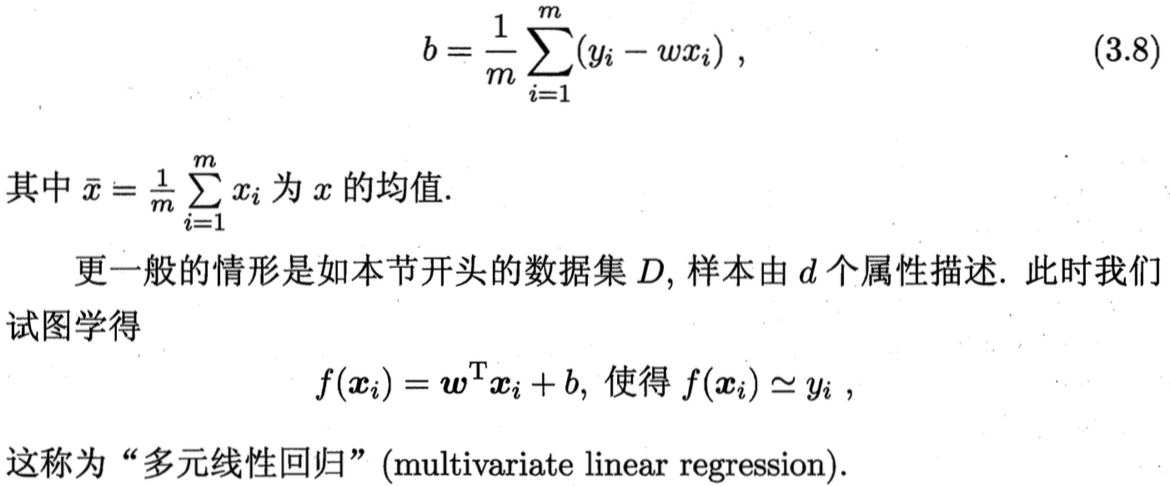 $b = \frac{1}{m} \sum_{i=1}^{m} (y_i - wx_i)$ , (3.8)
其中 $\bar{x} = \frac{1}{m} \sum_{i=1}^{m} x_i$ 为 $x$ 的均值.
更一般的情形是如本节开头的数据集 $D$, 样本由 $d$ 个属性描述. 此时我们
试图学得
$f(\boldsymbol{x}_i) = \boldsymbol{w}^{\mathrm{T}} \boldsymbol{x}_i + b$, 使得 $f(\boldsymbol{x}_i) \simeq y_i$ ,
这称为“多元线性回归”(multivariate linear regression).